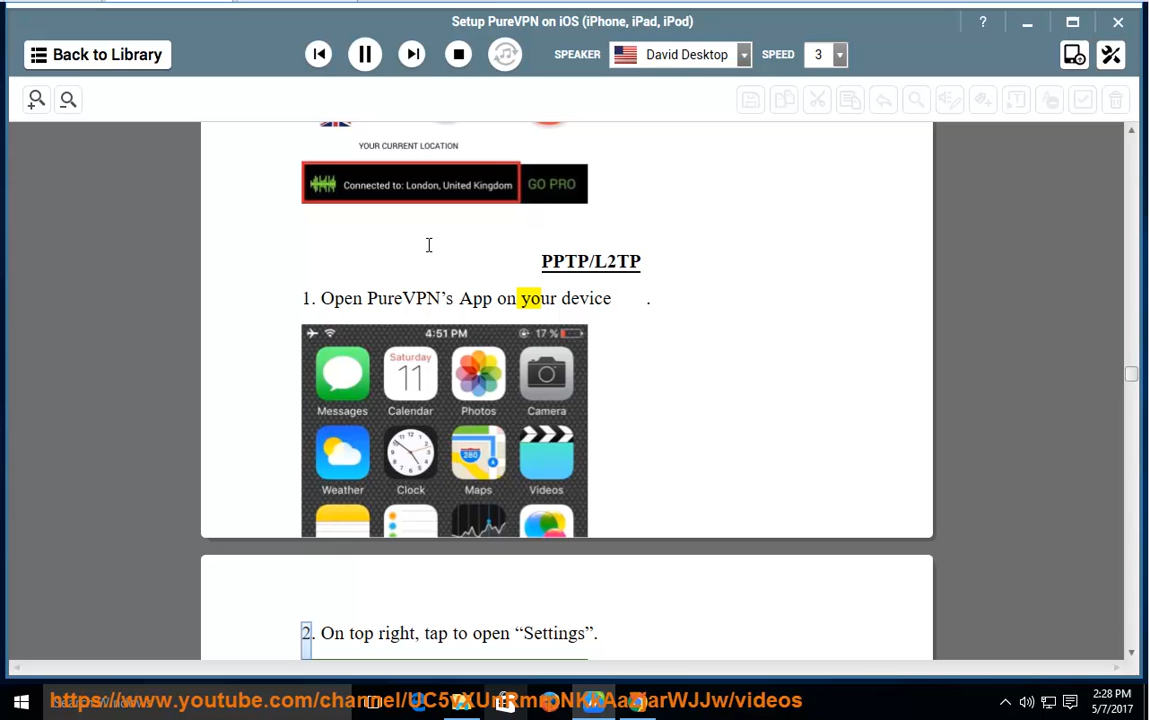 Setup PureVPN on iOS (iPhone, iPad, iPod)
?
Back to Library
SPEAKER
David Desktop
SPEED
3
YOUR CURRENT LOCATION
Connected to: London, United Kingdom
GO PRO
PPTP/L2TP
1. Open PureVPN’s App on your device .
4:51 PM
17 %
Saturday
11
280
Messages
Calendar
Photos
Camera
Weather
Clock
Maps
Videos
2. On top right, tap to open “Settings”.
2:28 PM
5/7/2017